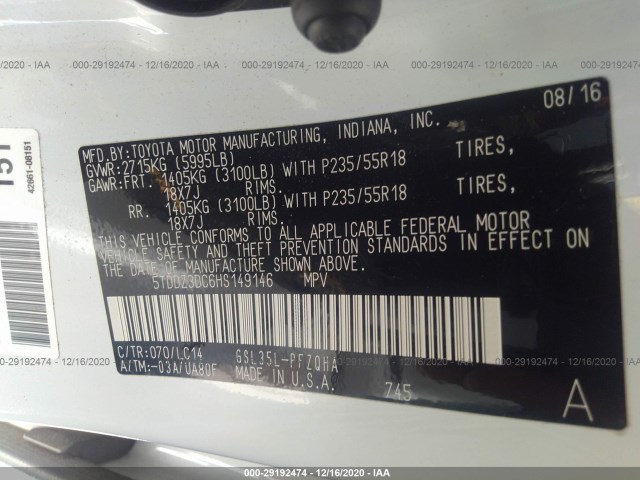 000-29192474 - 12/16/2020 - IAA
08/16
MFD.BY:TOYOTA MOTOR MANUFACTURING, INDIANA, INC.
GVWR:2715KG (5995LB)
GAWR:FRT. 1405KG (3100LB) WITH P235/55R18 TIRES,
18X7J RIMS.
RR. 1405KG (3100LB) WITH P235/55R18 TIRES,
18X7J RIMS.
THIS VEHICLE CONFORMS TO ALL APPLICABLE FEDERAL MOTOR
VEHICLE SAFETY AND THEFT PREVENTION STANDARDS IN EFFECT ON
THE DATE OF MANUFACTURE SHOWN ABOVE.
5TDDZ3DC6HS149146 MPV
C/TR:070/LC14 GSL35L-PFZQHA
A/TM:-03A/UA80F MADE IN U.S.A.
745
A
151
42661-08151
000-29192474 - 12/16/2020 - IAA